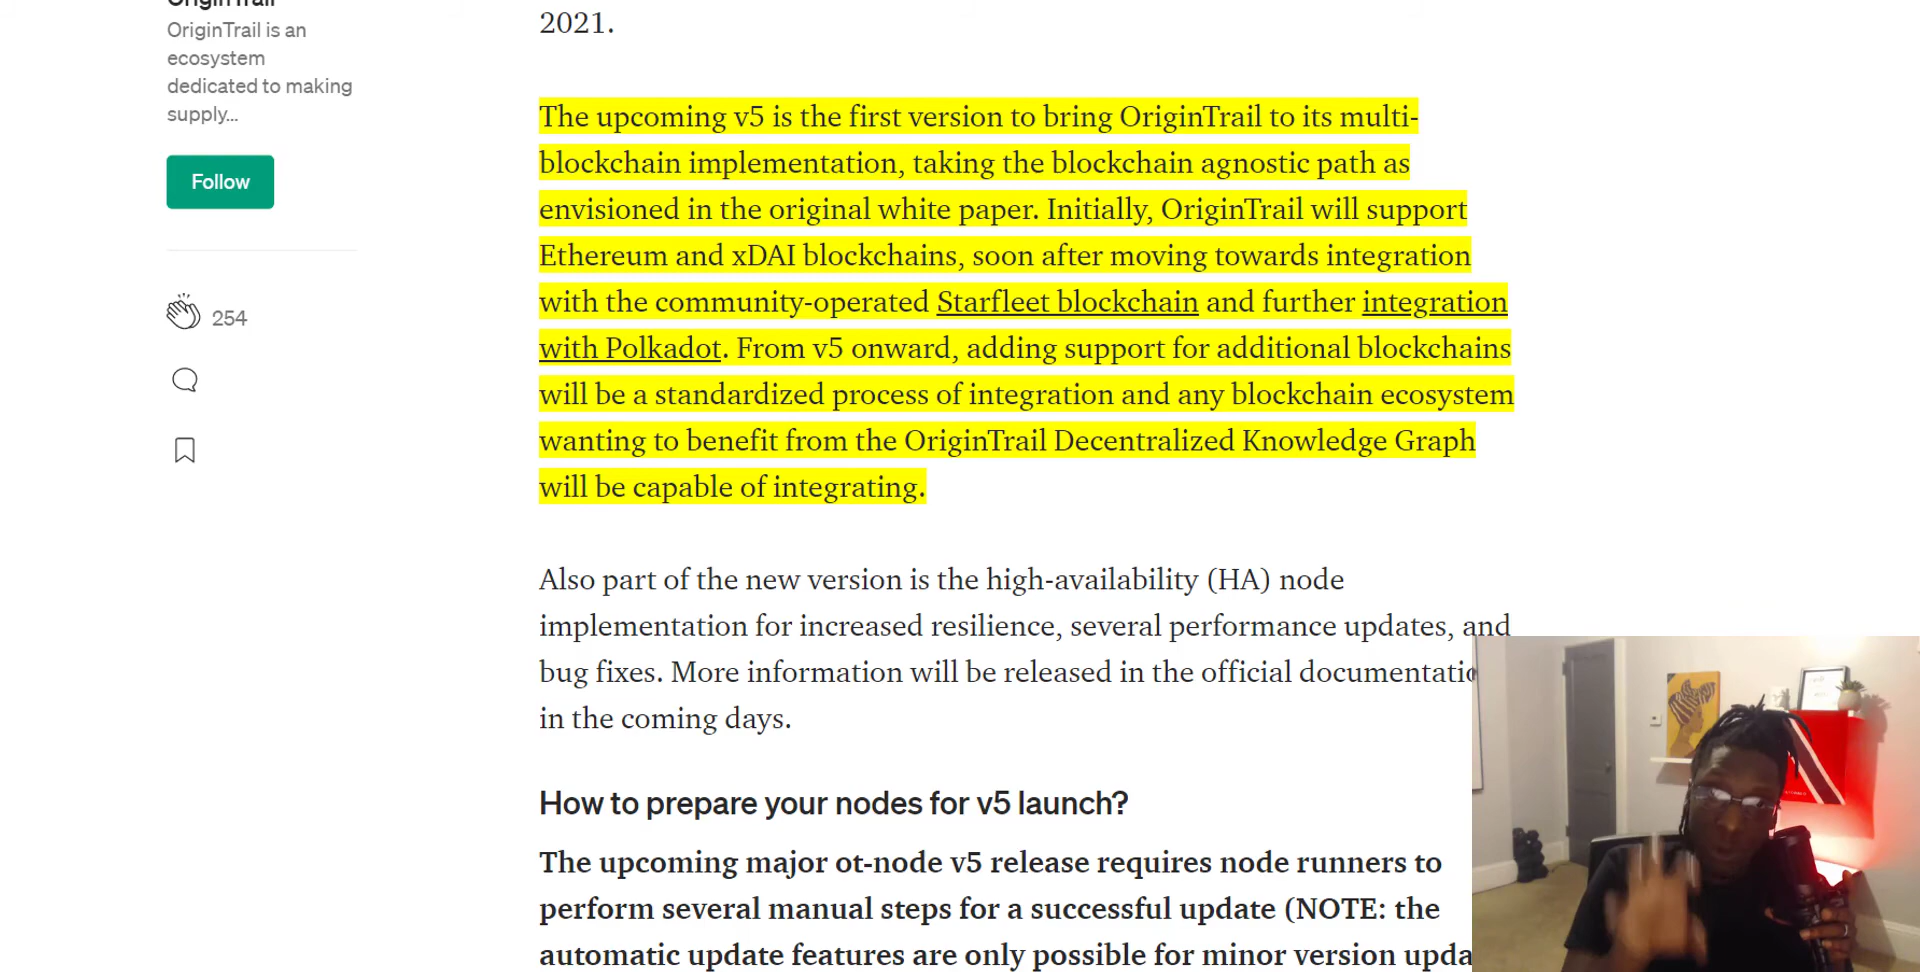 OriginTrail
OriginTrail is an
ecosystem
dedicated to making
supply...
Follow
254
2021.
The upcoming v5 is the first version to bring OriginTrail to its multi-
blockchain implementation, taking the blockchain agnostic path as
envisioned in the original white paper. Initially, OriginTrail will support
Ethereum and xDAI blockchains, soon after moving towards integration
with the community-operated Starfleet blockchain and further integration
with Polkadot. From v5 onward, adding support for additional blockchains
will be a standardized process of integration and any blockchain ecosystem
wanting to benefit from the OriginTrail Decentralized Knowledge Graph
will be capable of integrating.
Also part of the new version is the high-availability (HA) node
implementation for increased resilience, several performance updates, and
bug fixes. More information will be released in the official documentatio
in the coming days.
How to prepare your nodes for v5 launch?
The upcoming major ot-node v5 release requires node runners to
perform several manual steps for a successful update (NOTE: the
automatic update features are only possible for minor version upda